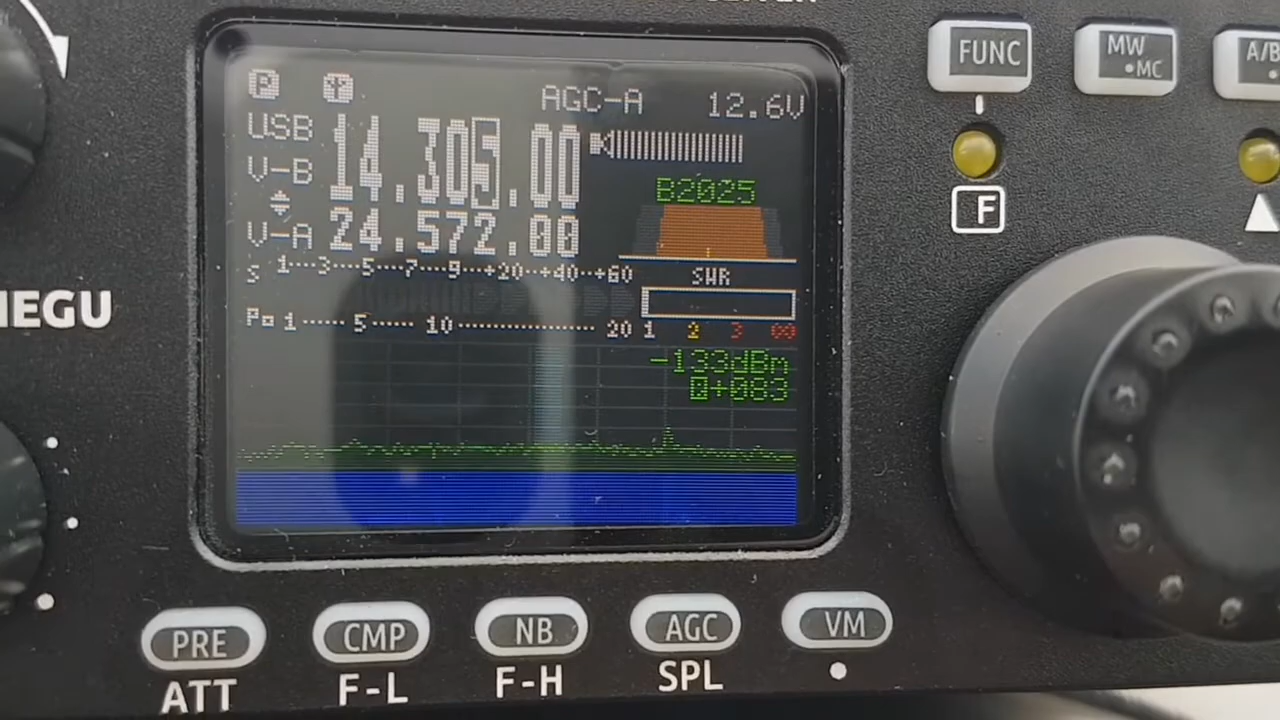 FUNC
MW
MC
A/B
P
AGC-A
12.6V
USB
14.305.00
V-B
B2025
V-A
24.572.00
S 1 3 5 7 9 +20 +40 +60
SWR
Po 1 5 10 20
1 2 3 ∞
-133dBm
+083
F
IEGU
PRE
CMP
NB
AGC
VM
ATT
F-L
F-H
SPL